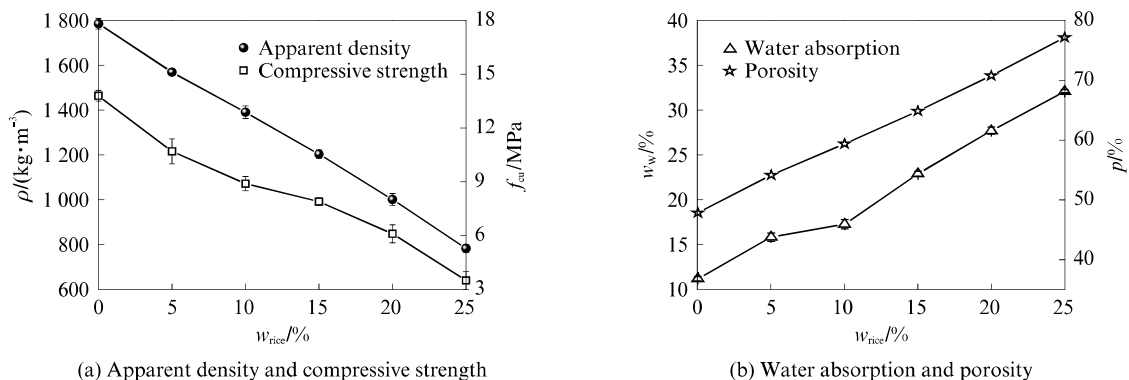 1 800
1 600
1 400
1 200
1 000
800
600
ρ/(kg·m⁻³)
Apparent density
Compressive strength
18
15
12
9
6
3
f_cu/MPa
0 5 10 15 20 25
w_rice/%
(a) Apparent density and compressive strength
40
35
30
25
20
15
10
w_W/%
Water absorption
Porosity
80
70
60
50
40
p/%
0 5 10 15 20 25
w_rice/%
(b) Water absorption and porosity